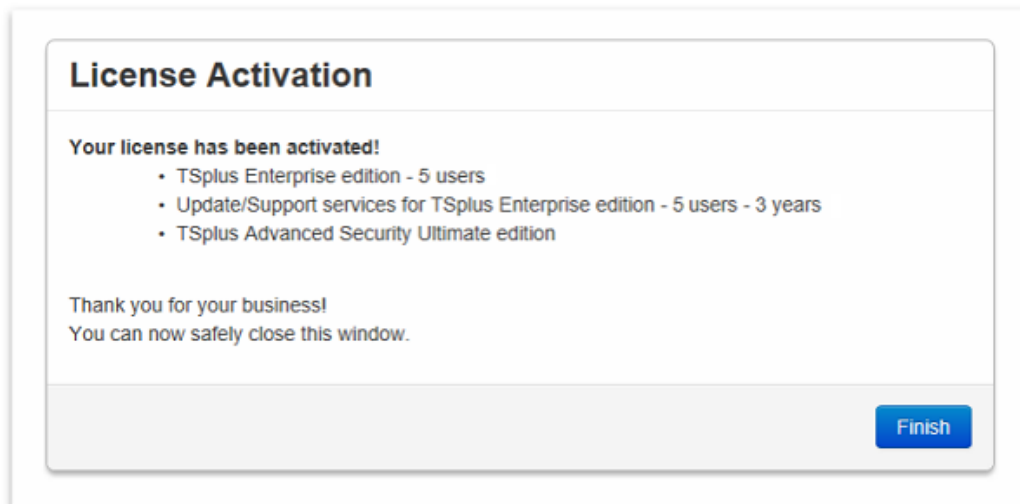 License Activation
Your license has been activated!
• TSplus Enterprise edition - 5 users
• Update/Support services for TSplus Enterprise edition - 5 users - 3 years
• TSplus Advanced Security Ultimate edition
Thank you for your business!
You can now safely close this window.
Finish